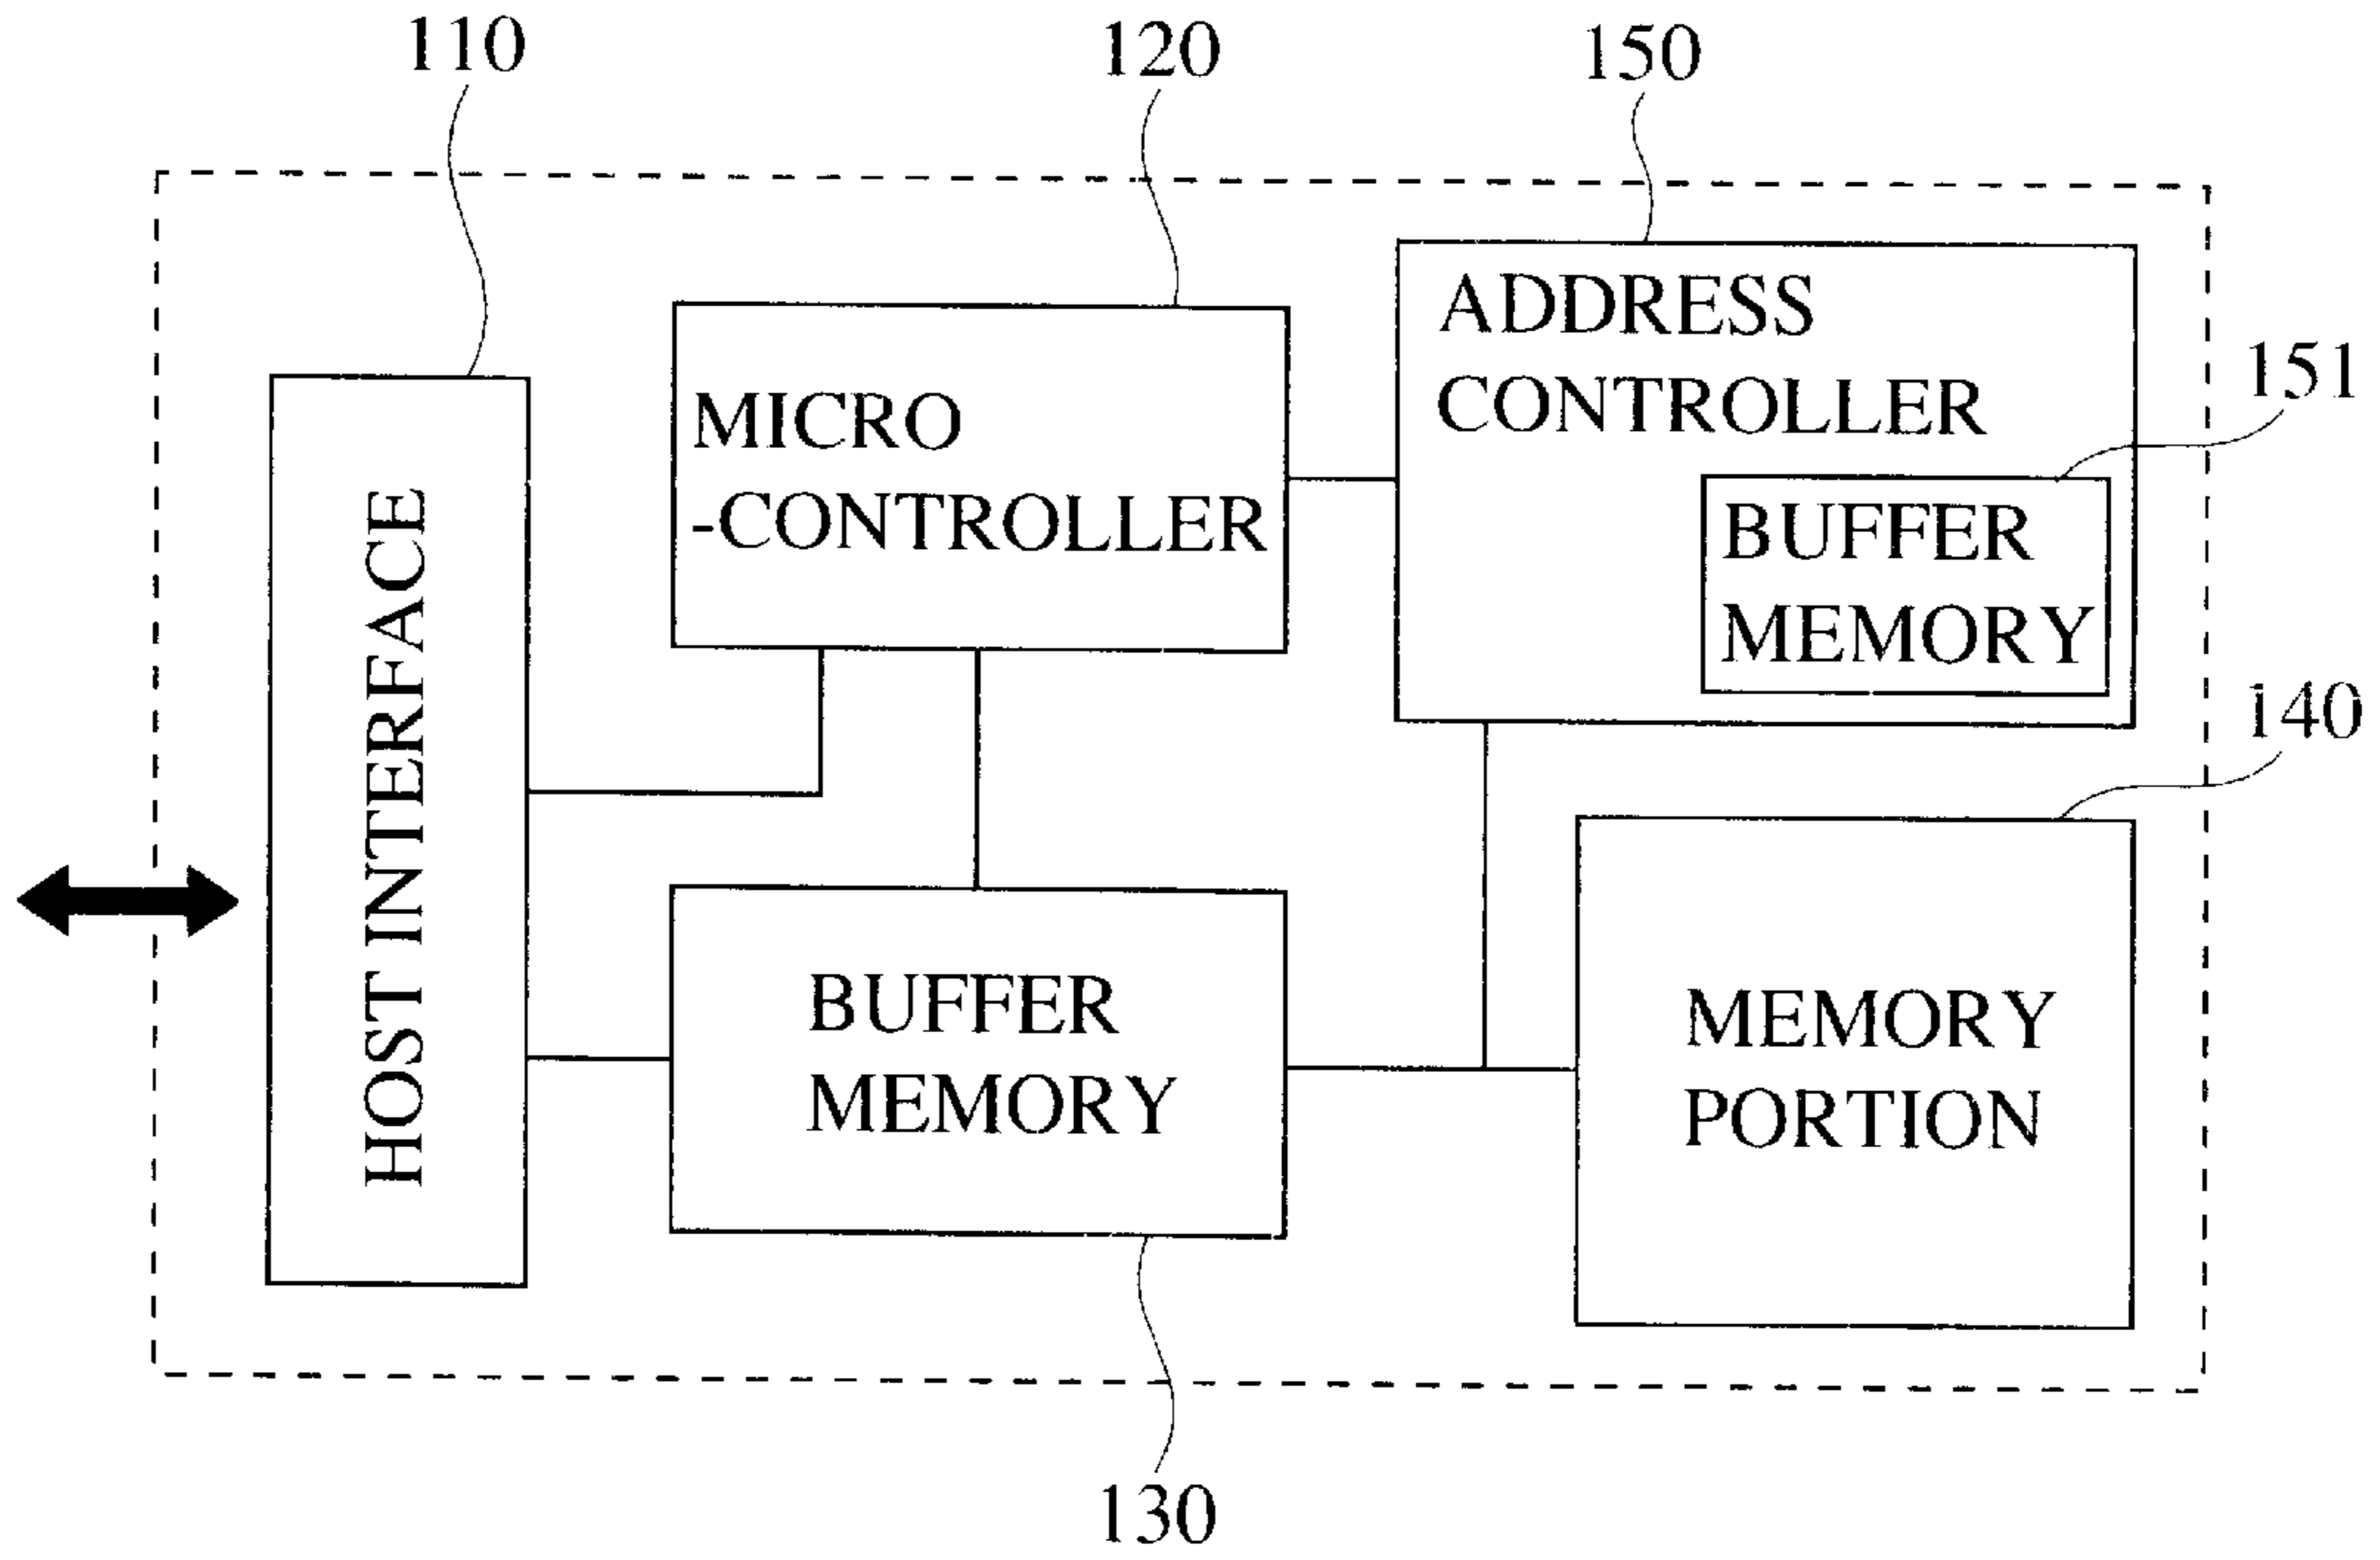 110
120
150
ADDRESS
CONTROLLER
151
MICRO
-CONTROLLER
BUFFER
MEMORY
140
HOST INTERFACE
BUFFER
MEMORY
MEMORY
PORTION
130